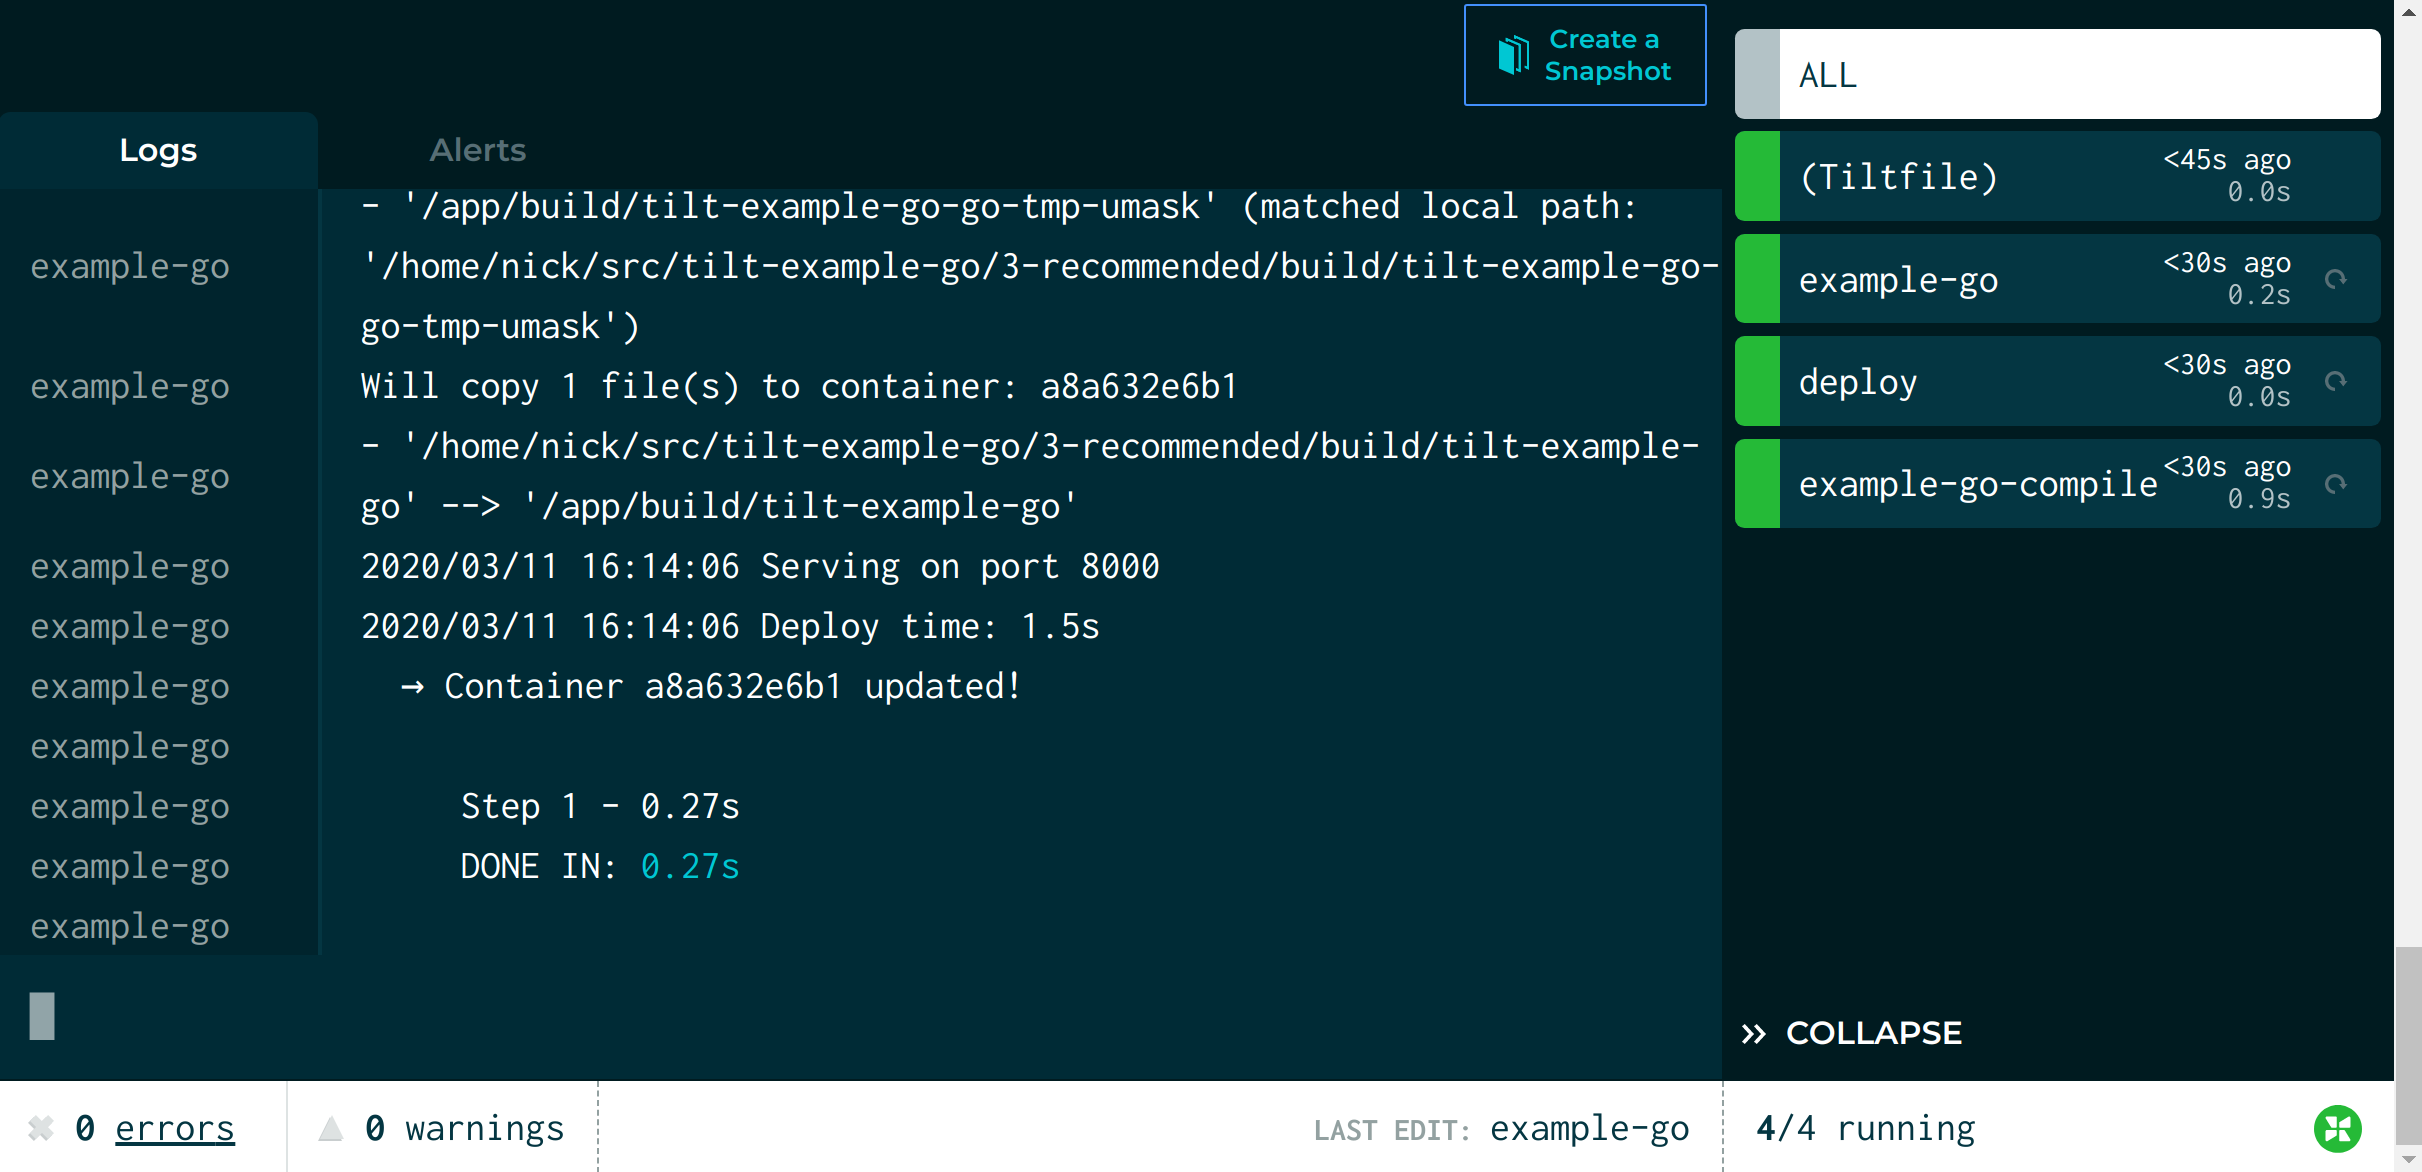 Create a
Snapshot
Logs
Alerts
- '/app/build/tilt-example-go-go-tmp-umask' (matched local path:
example-go '/home/nick/src/tilt-example-go/3-recommended/build/tilt-example-go-
go-tmp-umask')
example-go Will copy 1 file(s) to container: a8a632e6b1
- '/home/nick/src/tilt-example-go/3-recommended/build/tilt-example-
example-go
go' --> '/app/build/tilt-example-go'
example-go 2020/03/11 16:14:06 Serving on port 8000
example-go 2020/03/11 16:14:06 Deploy time: 1.5s
example-go → Container a8a632e6b1 updated!
example-go
example-go Step 1 - 0.27s
example-go DONE IN: 0.27s
example-go
ALL
(Tiltfile) <45s ago
0.0s
example-go <30s ago
0.2s
deploy <30s ago
0.0s
example-go-compile <30s ago
0.9s
COLLAPSE
0 errors
0 warnings
LAST EDIT: example-go
4/4 running